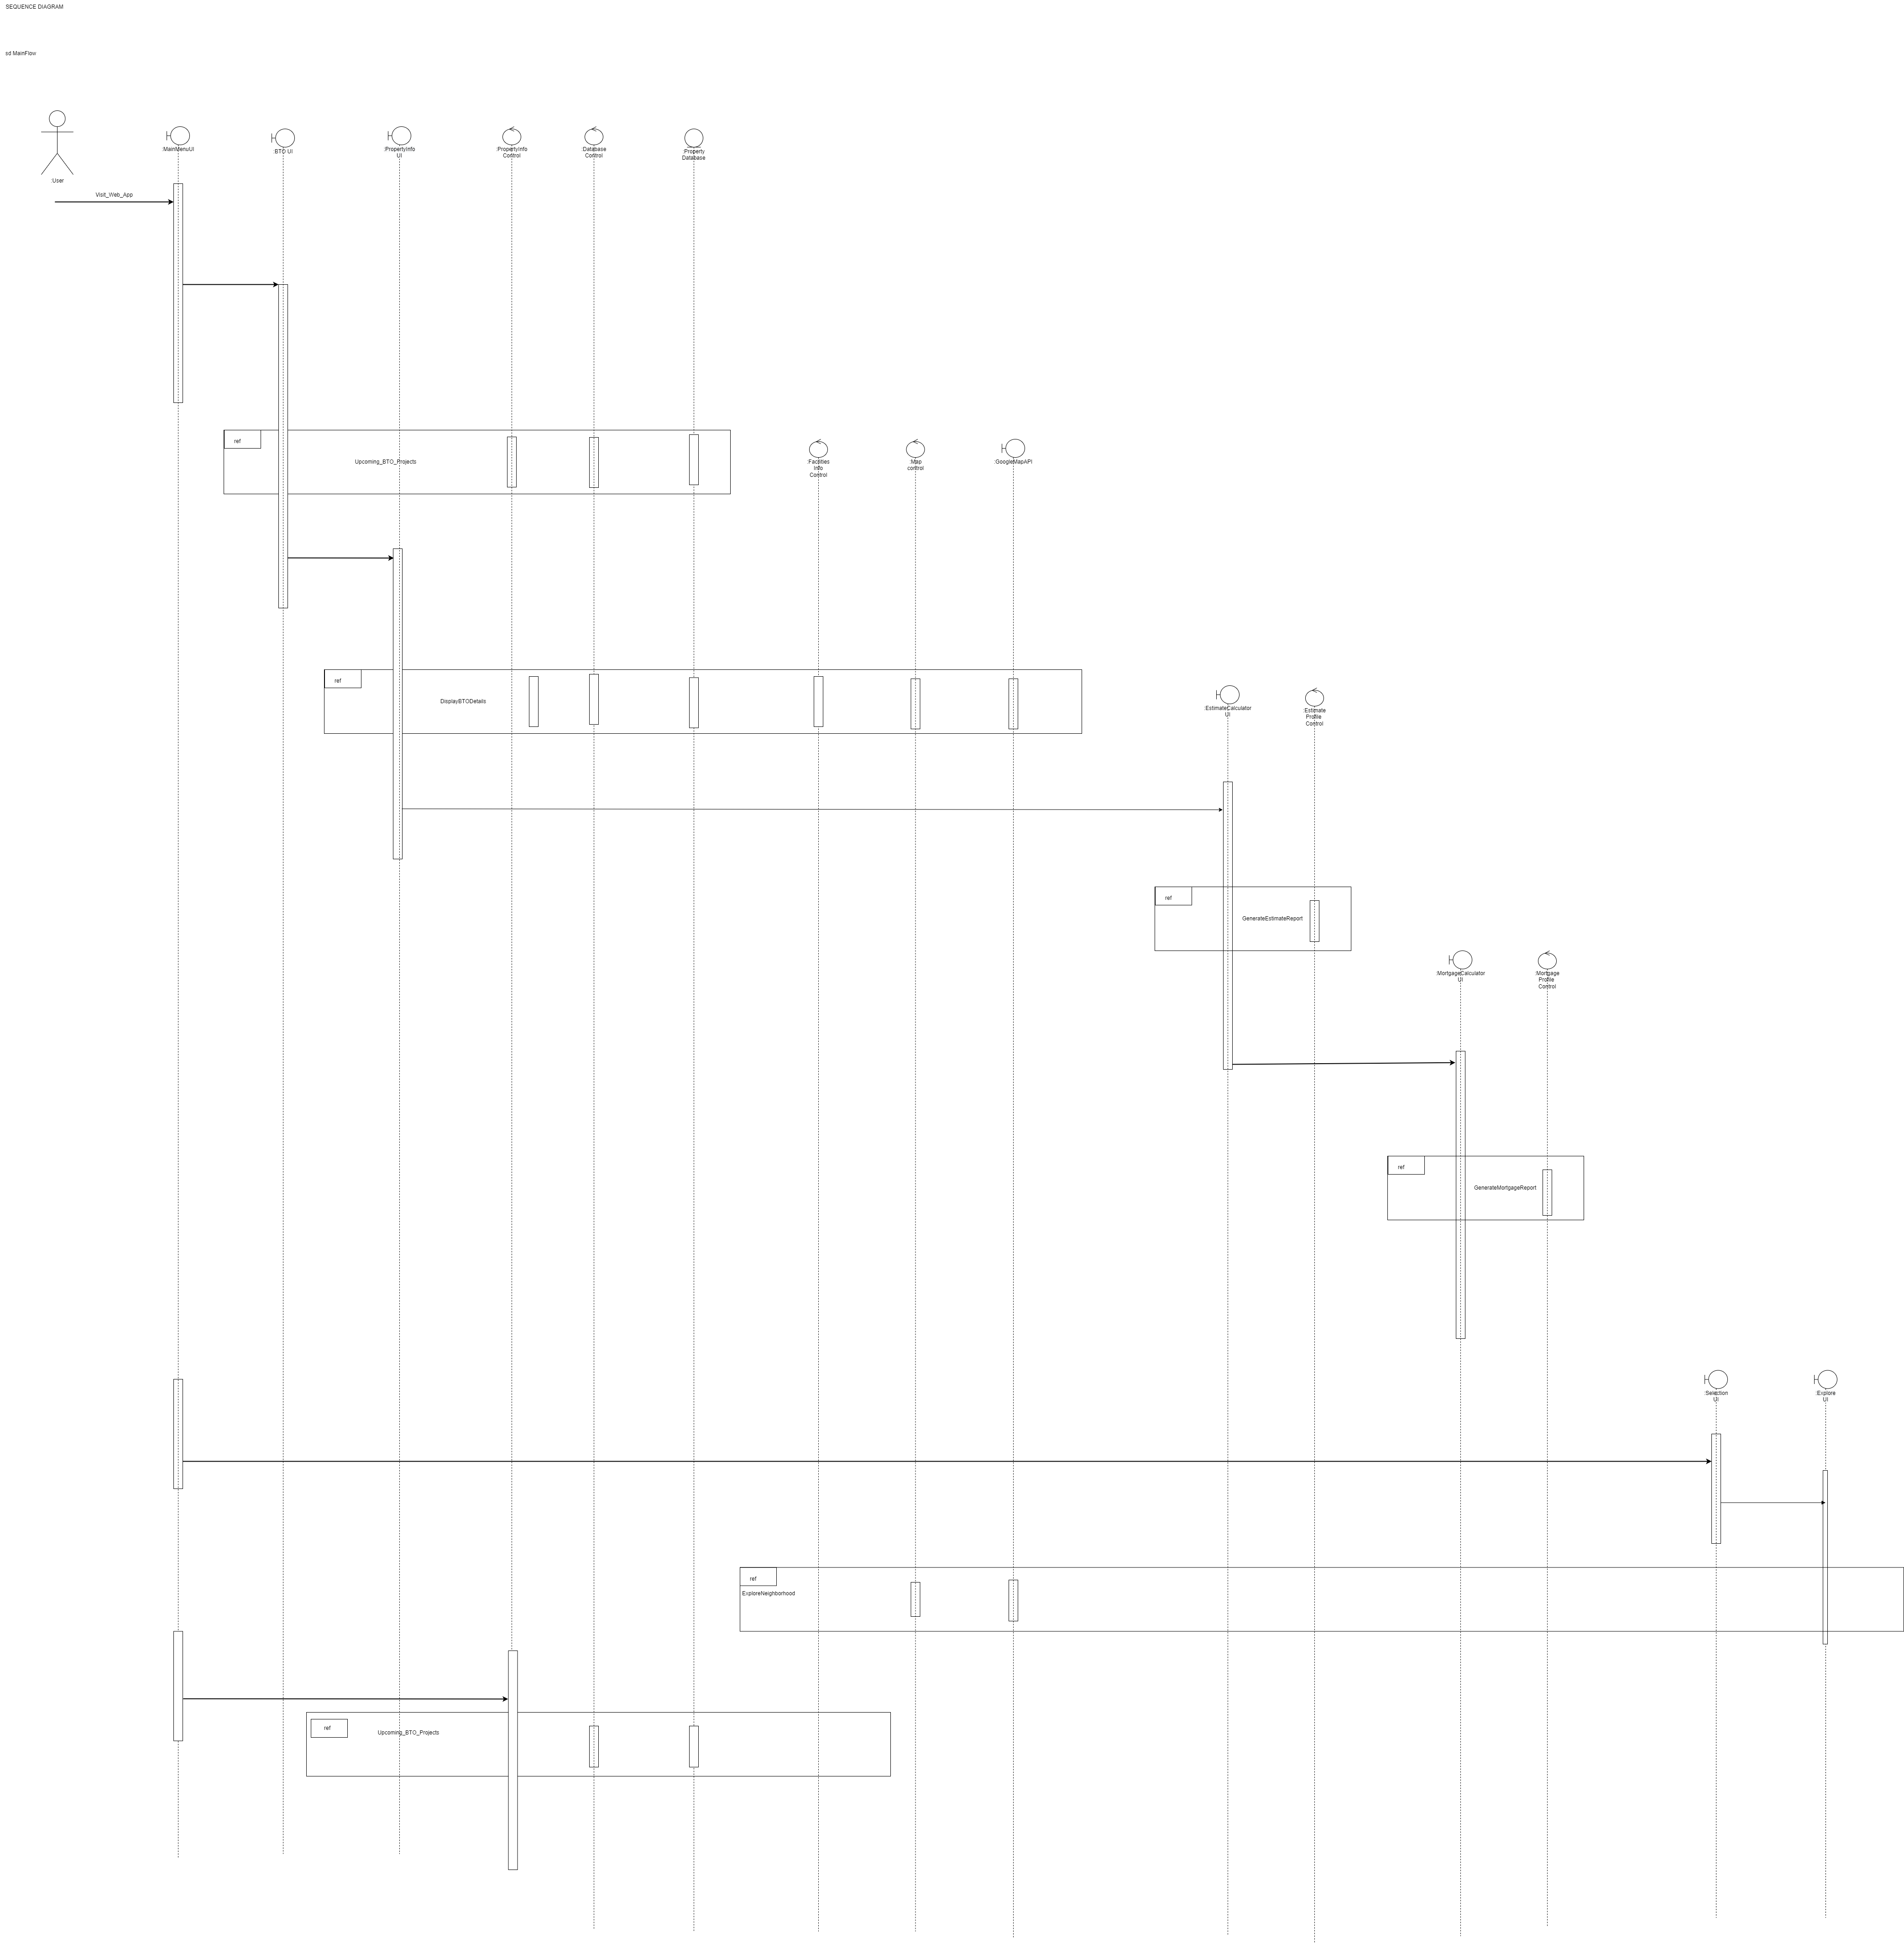 SEQUENCE DIAGRAM
sd MainFlow
:User
:MainMenuUI
:BTO UI
:PropertyInfo
UI
:PropertyInfo
Control
:Database
Control
:Property
Database
Visit_Web_App
ref
Upcoming_BTO_Projects
:Facilities
Info
Control
:Map
control
:GoogleMapAPI
ref
DisplayBTODetails
:EstimateCalculator
UI
:Estimate
Profile
Control
ref
GenerateEstimateReport
:MortgageCalculator
UI
:Mortgage
Profile
Control
ref
GenerateMortgageReport
:Selection
UI
:Explore
UI
ref
ExploreNeighborhood
ref
Upcoming_BTO_Projects